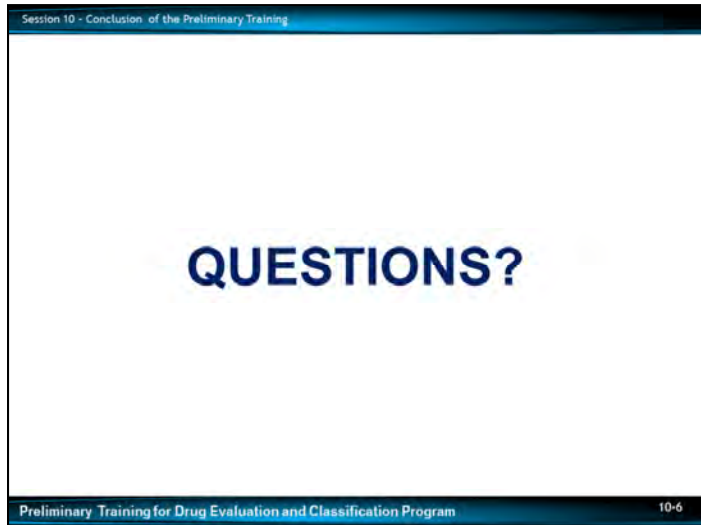 Session 10 - Conclusion of the Preliminary Training
QUESTIONS?
Preliminary Training for Drug Evaluation and Classification Program
10-6